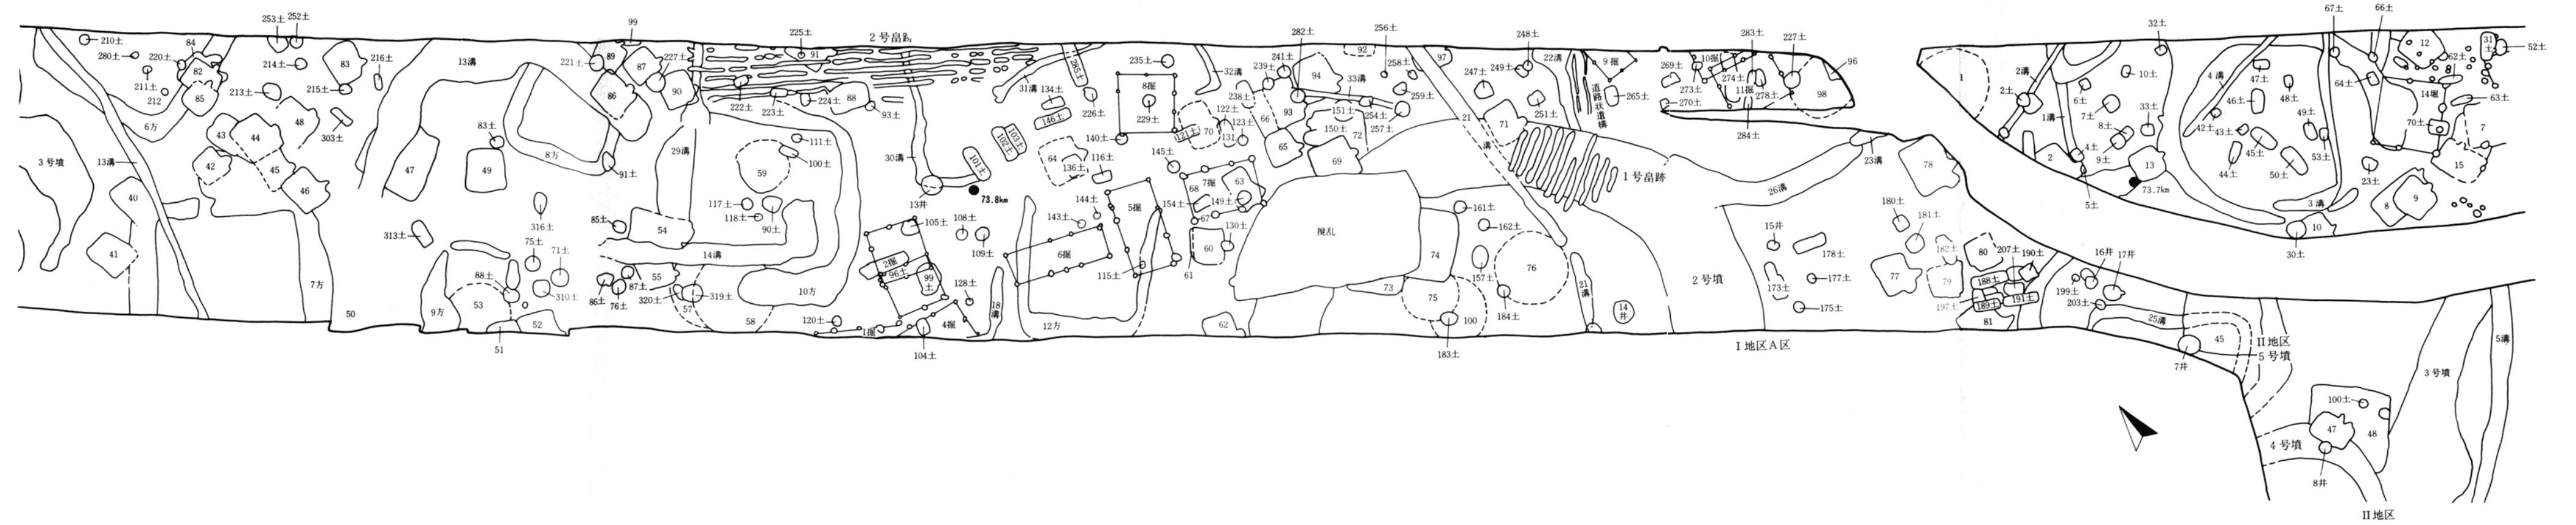 253土
252土
210土
280土
220土
84
82
211土
212
85
6方
3号墳
13溝
40
41
214土
213土
215土
83
216土
43
44
48
303土
42
45
46
7方
50
13溝
47
83土
49
313土
9方
88土
53
51
52
75土
71土
316土
310土
8方
99
221土
89
87
227土
86
90
91土
29溝
85土
54
14溝
86土
76土
87土
55
320土
57
319土
58
225土
91
2号畠跡
222土
223土
224土
88
93土
111土
59
100土
117土
118土
90土
10方
120土
1掘
30溝
13井
73.8km
101土
105土
108土
109土
2掘
96土
99土
128土
4掘
104土
18溝
12方
31溝
265土
134土
146土
103土
102土
64
136土
116土
226土
140土
144土
143土
6掘
5掘
115土
235土
8掘
229土
32溝
121土
70
122土
131
123土
145土
154土
68
7掘
63
149土
67
60
130土
61
62
282土
241土
239土
238土
66
93
94
33溝
92
256土
258土
259土
254土
257土
151土
150土
72
65
69
撹乱
97
21溝
74
73
75
100
183土
161土
162土
157土
184土
76
21溝
14井
248土
249土
247土
71
251土
22溝
道路状遺構
9掘
265土
1号畠跡
269土
270土
273土
10掘
283土
274土
11掘
278土
227土
284土
96
98
23溝
26溝
2号墳
15井
178土
173土
177土
175土
I地区A区
78
180土
181土
77
182土
79
80
207土
190土
188土
189土
191土
197土
81
16井
17井
199土
203土
25溝
45
7井
II地区
5号墳
1
2土
2溝
1溝
2
32土
10土
6土
7土
8土
33土
4土
9土
5土
13
73.7km
4溝
47土
46土
48土
42土
43土
44土
45土
50土
49土
53土
3溝
10
30土
67土
66土
64土
23土
12
62土
14掘
70土
31土
52土
63土
7
15
8
9
3号墳
5溝
100土
47
48
4号墳
8井
II地区